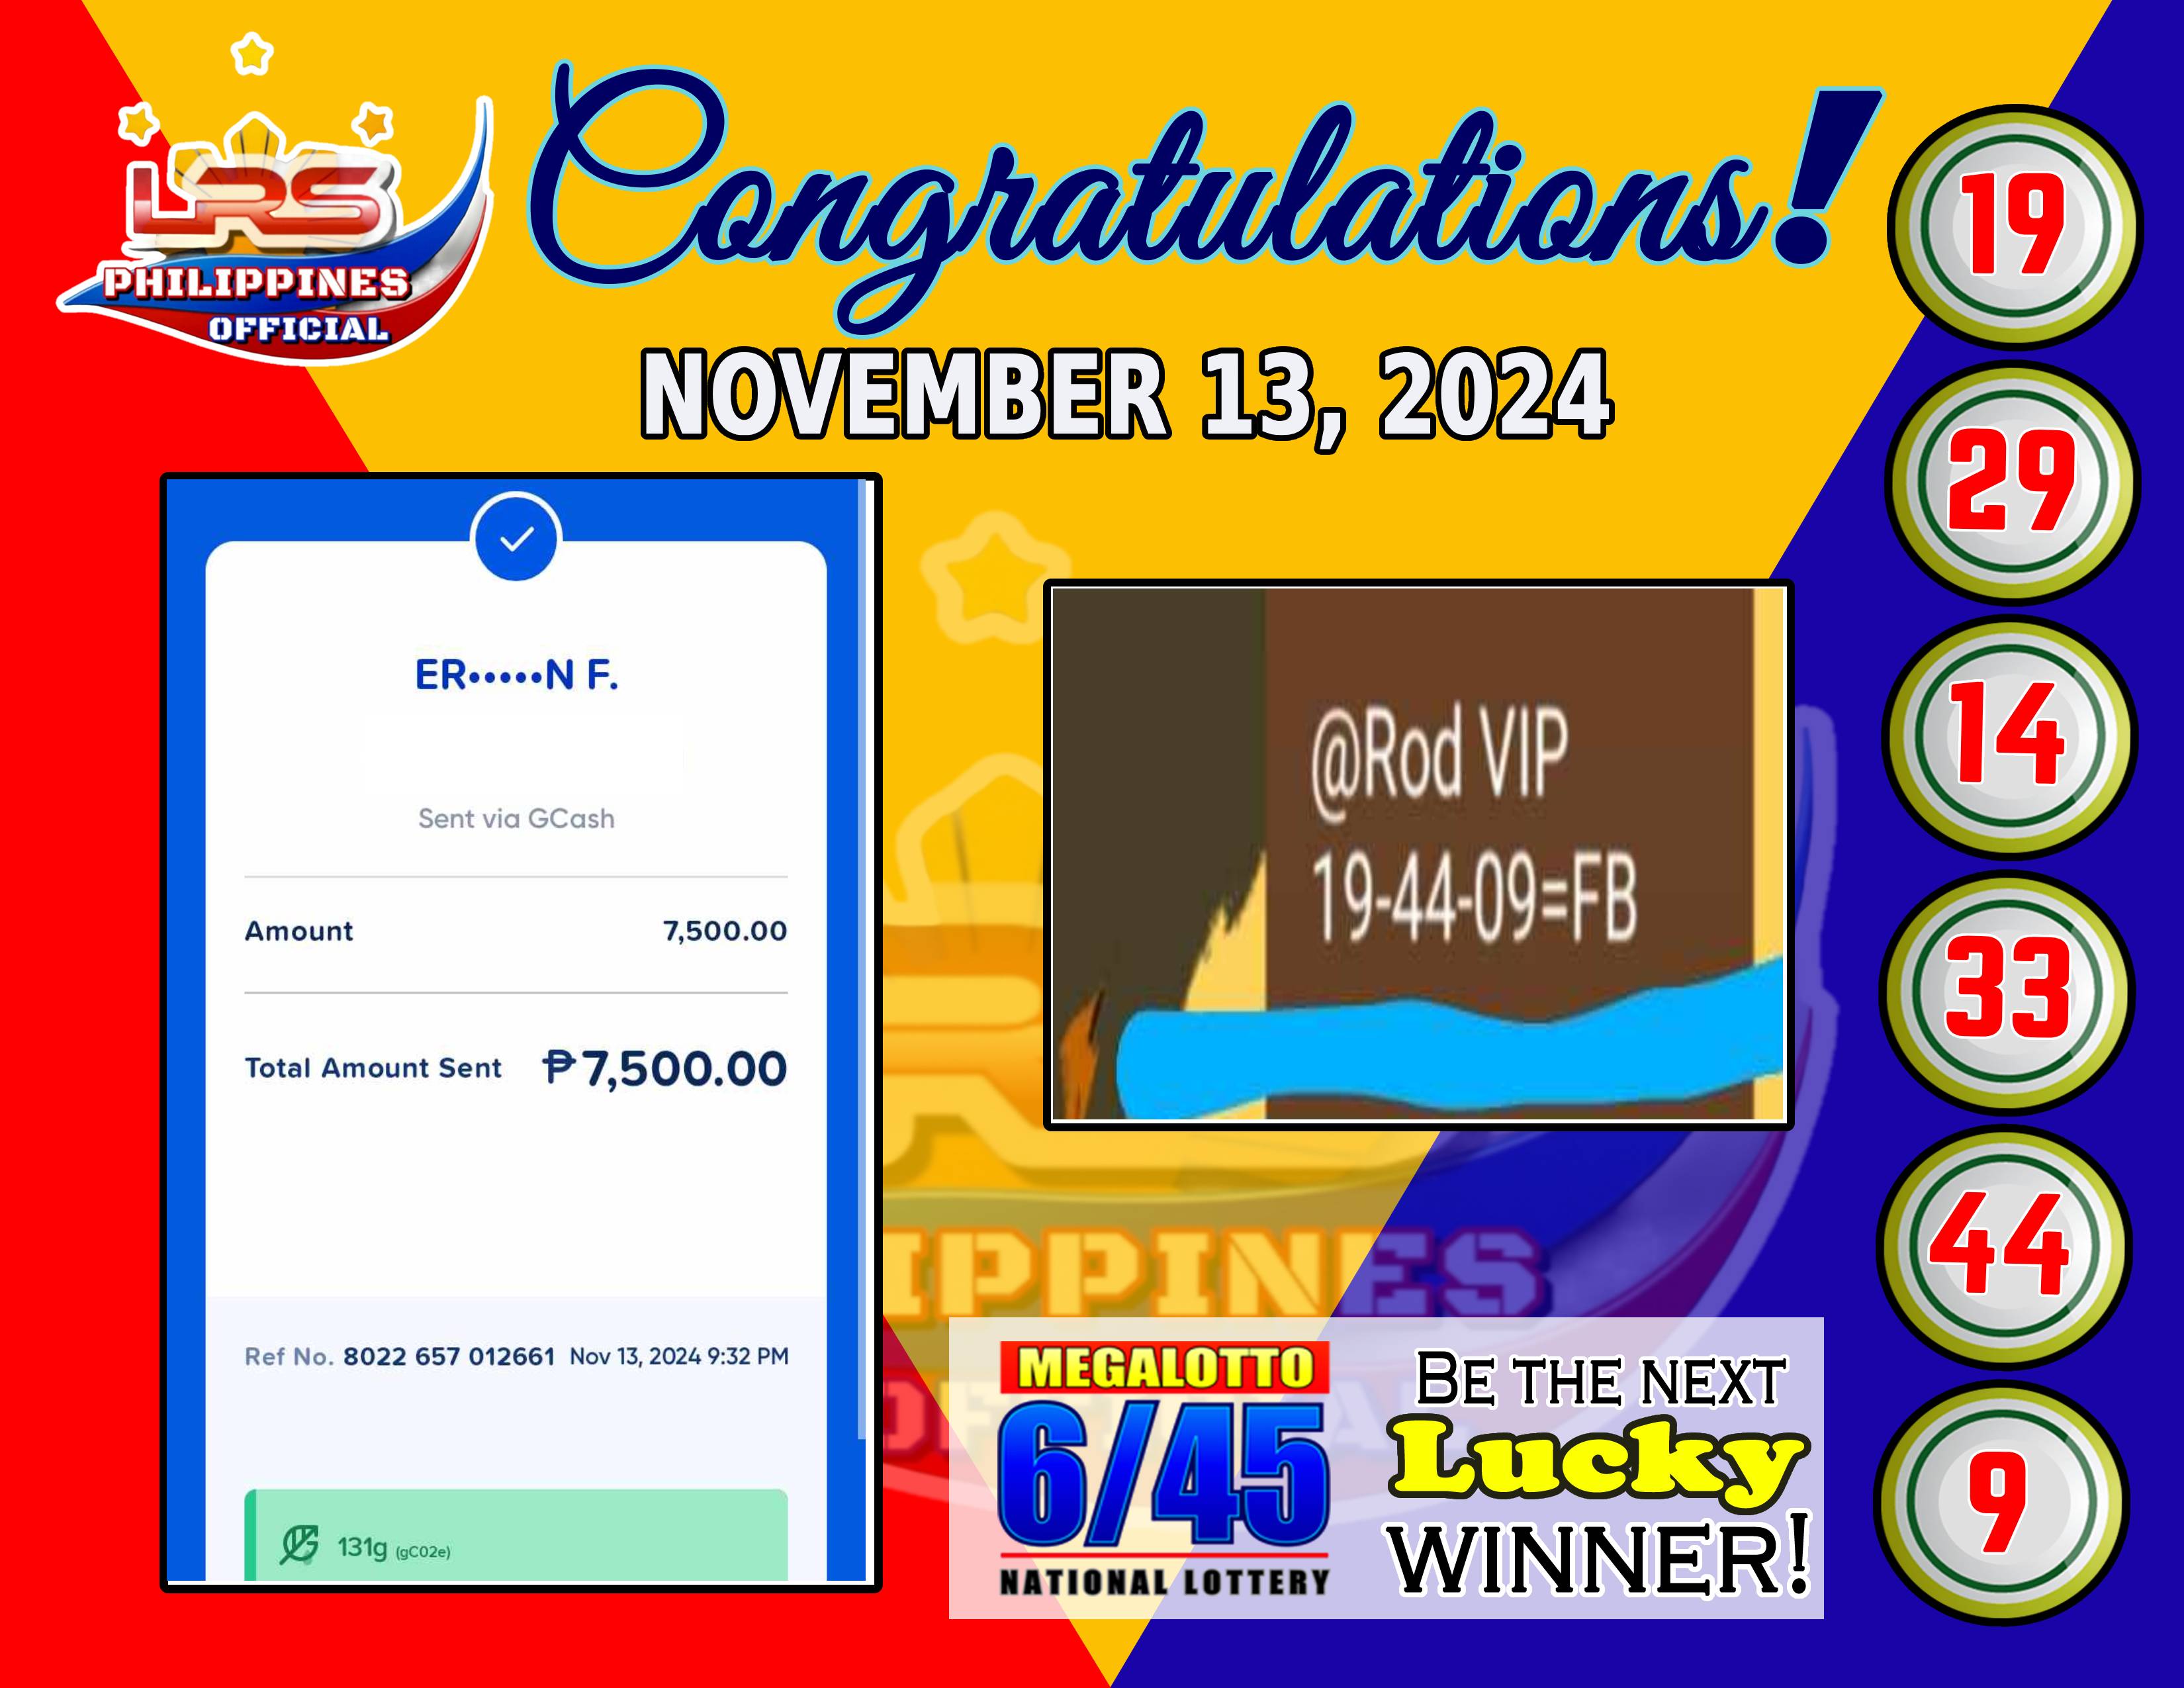 LRS
PHILIPPINES
OFFICIAL
Congratulations!
NOVEMBER 13, 2024
ER•••••N F.
Sent via GCash
Amount 7,500.00
Total Amount Sent ₱7,500.00
Ref No. 8022 657 012661 Nov 13, 2024 9:32 PM
131g (gC02e)
@Rod VIP
19-44-09=FB
MEGALOTTO
6/45
NATIONAL LOTTERY
BE THE NEXT
Lucky
WINNER!
19
29
14
33
44
9